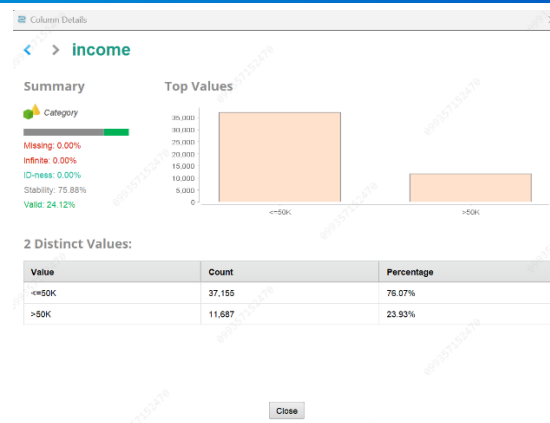 Column Details
< > income
Summary
Top Values
Category
Missing: 0.00%
Infinite: 0.00%
ID-ness: 0.00%
Stability: 75.88%
Valid: 24.12%
35,000
30,000
25,000
20,000
15,000
10,000
5,000
0
<=50K >50K
2 Distinct Values:
Value Count Percentage
<=50K 37,155 76.07%
>50K 11,687 23.93%
Close